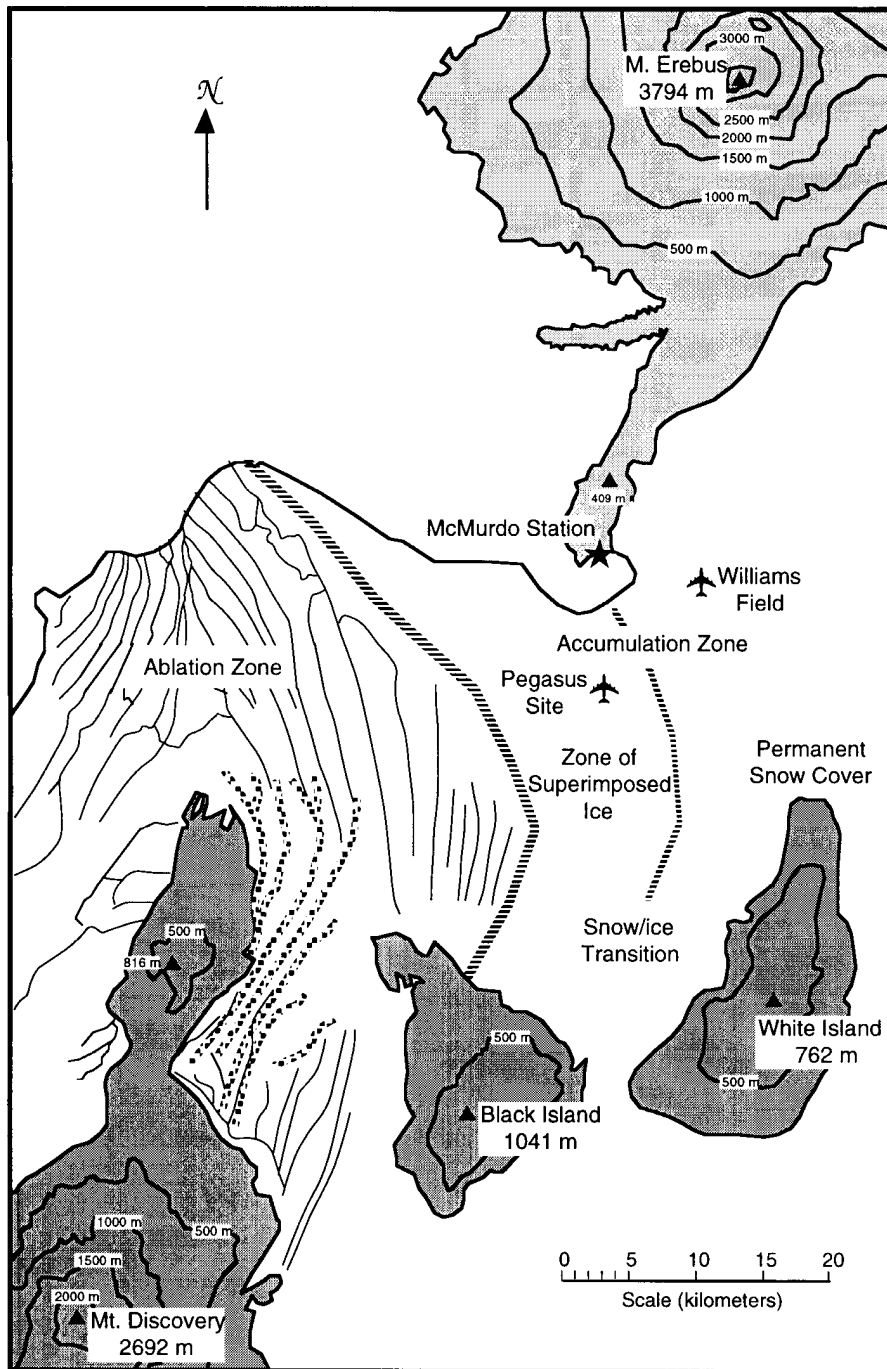 3000 m
M. Erebus
3794 m
N
2500 m
2000 m
1500 m
1000 m
500 m
409 m
McMurdo Station
Williams
Field
Accumulation Zone
Ablation Zone
Pegasus
Site
Zone of
Superimposed
Ice
Permanent
Snow Cover
500 m
816 m
Snow/ice
Transition
White Island
762 m
500 m
500 m
Black Island
1041 m
1000 m
500 m
1500 m
2000 m
Mt. Discovery
2692 m
0 5 10 15 20
Scale (kilometers)